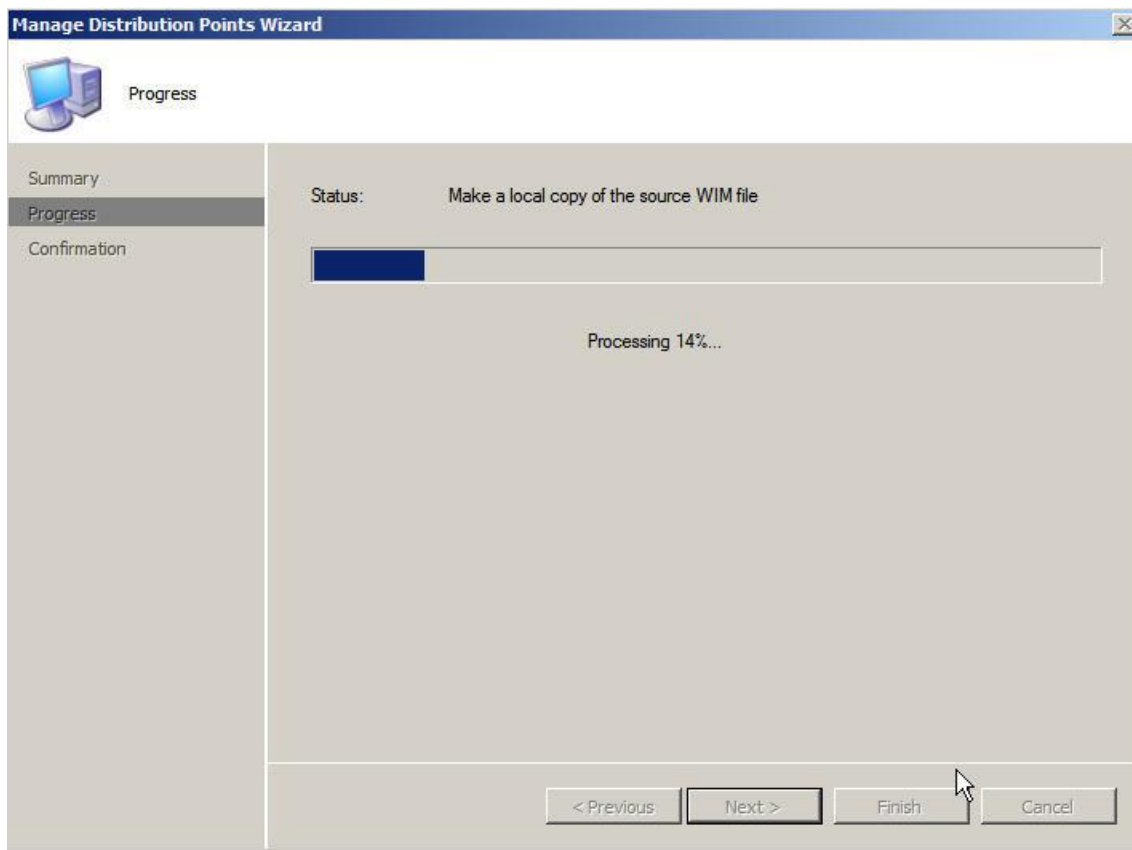 Manage Distribution Points Wizard
Progress
Summary
Progress
Confirmation
Status: Make a local copy of the source WIM file
Processing 14%...
< Previous Next > Finish Cancel